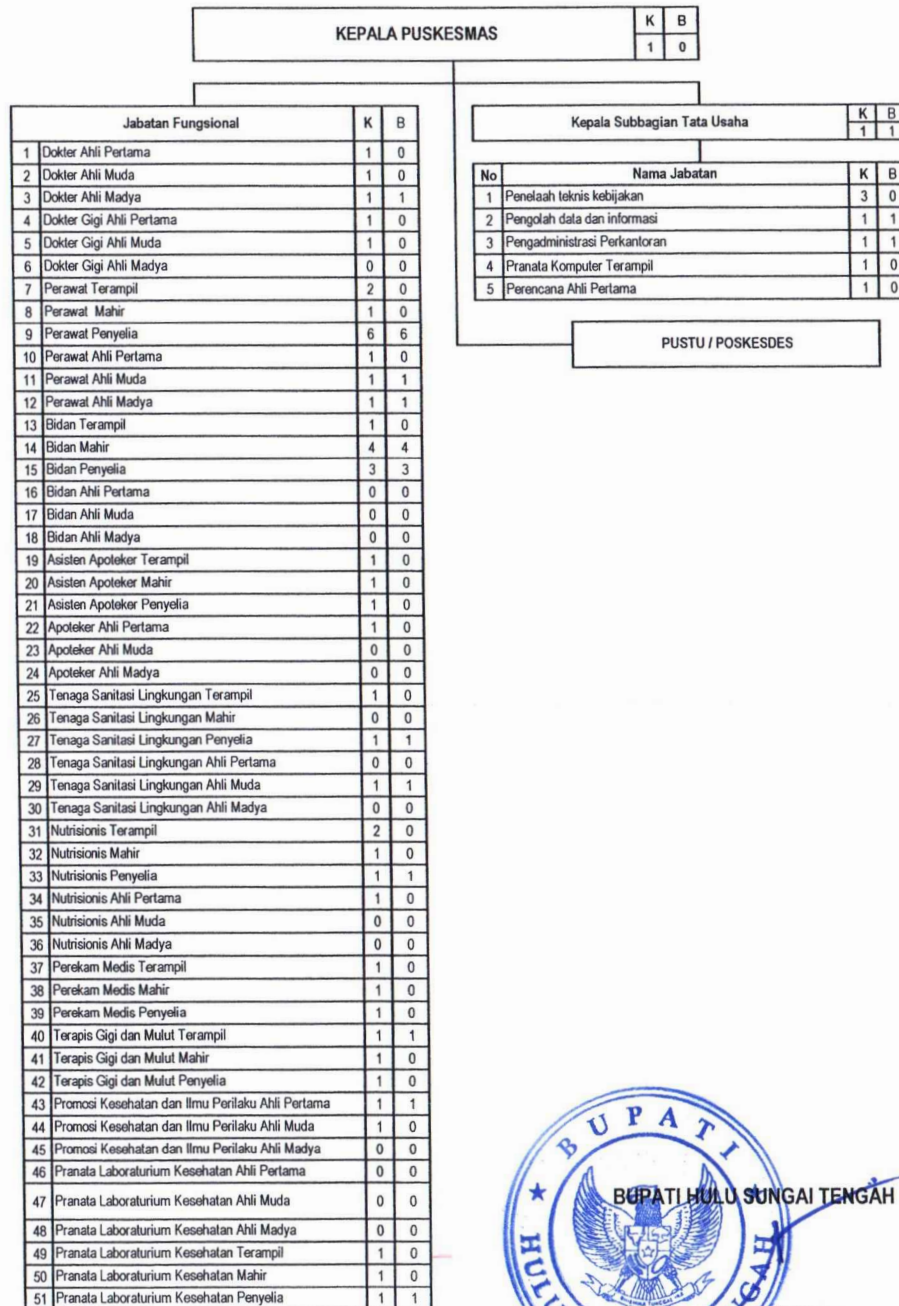 KEPALA PUSKESMAS K B
1 0
Jabatan Fungsional K B
1 Dokter Ahli Pertama 1 0
2 Dokter Ahli Muda 1 0
3 Dokter Ahli Madya 1 1
4 Dokter Gigi Ahli Pertama 1 0
5 Dokter Gigi Ahli Muda 1 0
6 Dokter Gigi Ahli Madya 0 0
7 Perawat Terampil 2 0
8 Perawat Mahir 1 0
9 Perawat Penyelia 6 6
10 Perawat Ahli Pertama 1 0
11 Perawat Ahli Muda 1 1
12 Perawat Ahli Madya 1 1
13 Bidan Terampil 1 0
14 Bidan Mahir 4 4
15 Bidan Penyelia 3 3
16 Bidan Ahli Pertama 0 0
17 Bidan Ahli Muda 0 0
18 Bidan Ahli Madya 0 0
19 Asisten Apoteker Terampil 1 0
20 Asisten Apoteker Mahir 1 0
21 Asisten Apoteker Penyelia 1 0
22 Apoteker Ahli Pertama 1 0
23 Apoteker Ahli Muda 0 0
24 Apoteker Ahli Madya 0 0
25 Tenaga Sanitasi Lingkungan Terampil 1 0
26 Tenaga Sanitasi Lingkungan Mahir 0 0
27 Tenaga Sanitasi Lingkungan Penyelia 1 1
28 Tenaga Sanitasi Lingkungan Ahli Pertama 0 0
29 Tenaga Sanitasi Lingkungan Ahli Muda 1 1
30 Tenaga Sanitasi Lingkungan Ahli Madya 0 0
31 Nutrisionis Terampil 2 0
32 Nutrisionis Mahir 1 0
33 Nutrisionis Penyelia 1 1
34 Nutrisionis Ahli Pertama 1 0
35 Nutrisionis Ahli Muda 0 0
36 Nutrisionis Ahli Madya 0 0
37 Perekam Medis Terampil 1 0
38 Perekam Medis Mahir 1 0
39 Perekam Medis Penyelia 1 0
40 Terapis Gigi dan Mulut Terampil 1 1
41 Terapis Gigi dan Mulut Mahir 1 0
42 Terapis Gigi dan Mulut Penyelia 1 0
43 Promosi Kesehatan dan Ilmu Perilaku Ahli Pertama 1 1
44 Promosi Kesehatan dan Ilmu Perilaku Ahli Muda 1 0
45 Promosi Kesehatan dan Ilmu Perilaku Ahli Madya 0 0
46 Pranata Laboraturium Kesehatan Ahli Pertama 0 0
47 Pranata Laboraturium Kesehatan Ahli Muda 0 0
48 Pranata Laboraturium Kesehatan Ahli Madya 0 0
49 Pranata Laboraturium Kesehatan Terampil 1 0
50 Pranata Laboraturium Kesehatan Mahir 1 0
51 Pranata Laboraturium Kesehatan Penyelia 1 1
Kepala Subbagian Tata Usaha K B
1 1
No Nama Jabatan K B
1 Penelaah teknis kebijakan 3 0
2 Pengolah data dan informasi 1 1
3 Pengadministrasi Perkantoran 1 1
4 Pranata Komputer Terampil 1 0
5 Perencana Ahli Pertama 1 0
PUSTU / POSKESDES
BUPATI
BUPATI HULU SUNGAI TENGAH